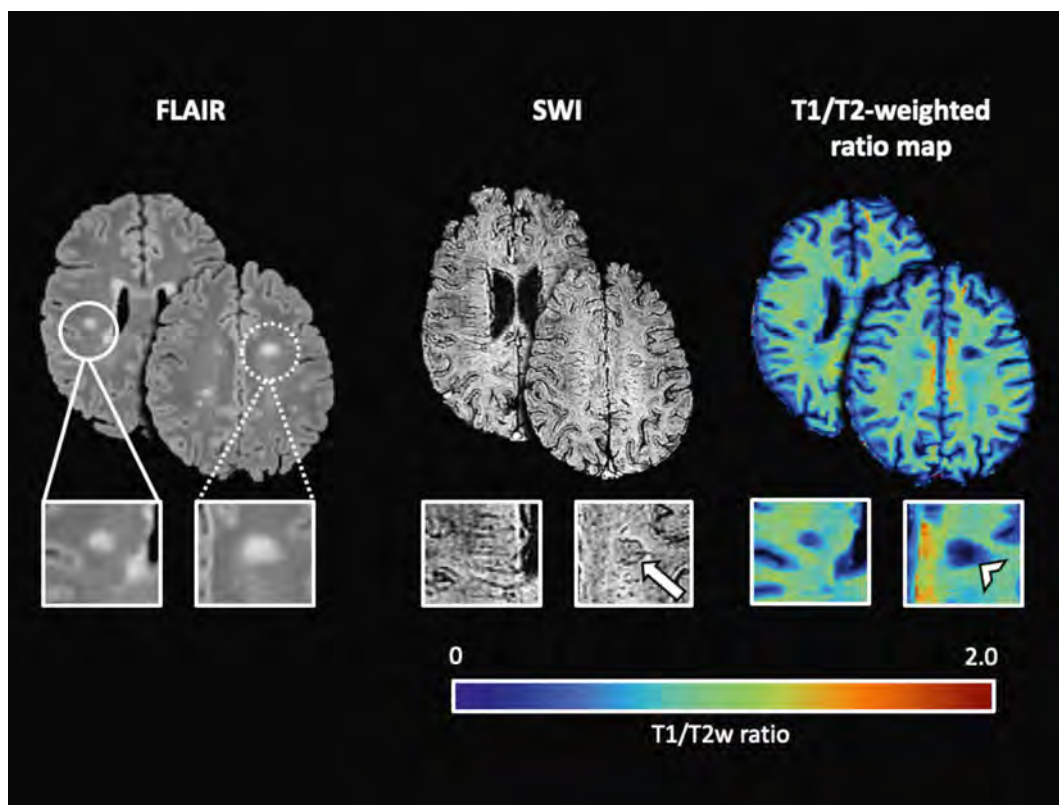 FLAIR
SWI
T1/T2-weighted
ratio map
0
2.0
T1/T2w ratio